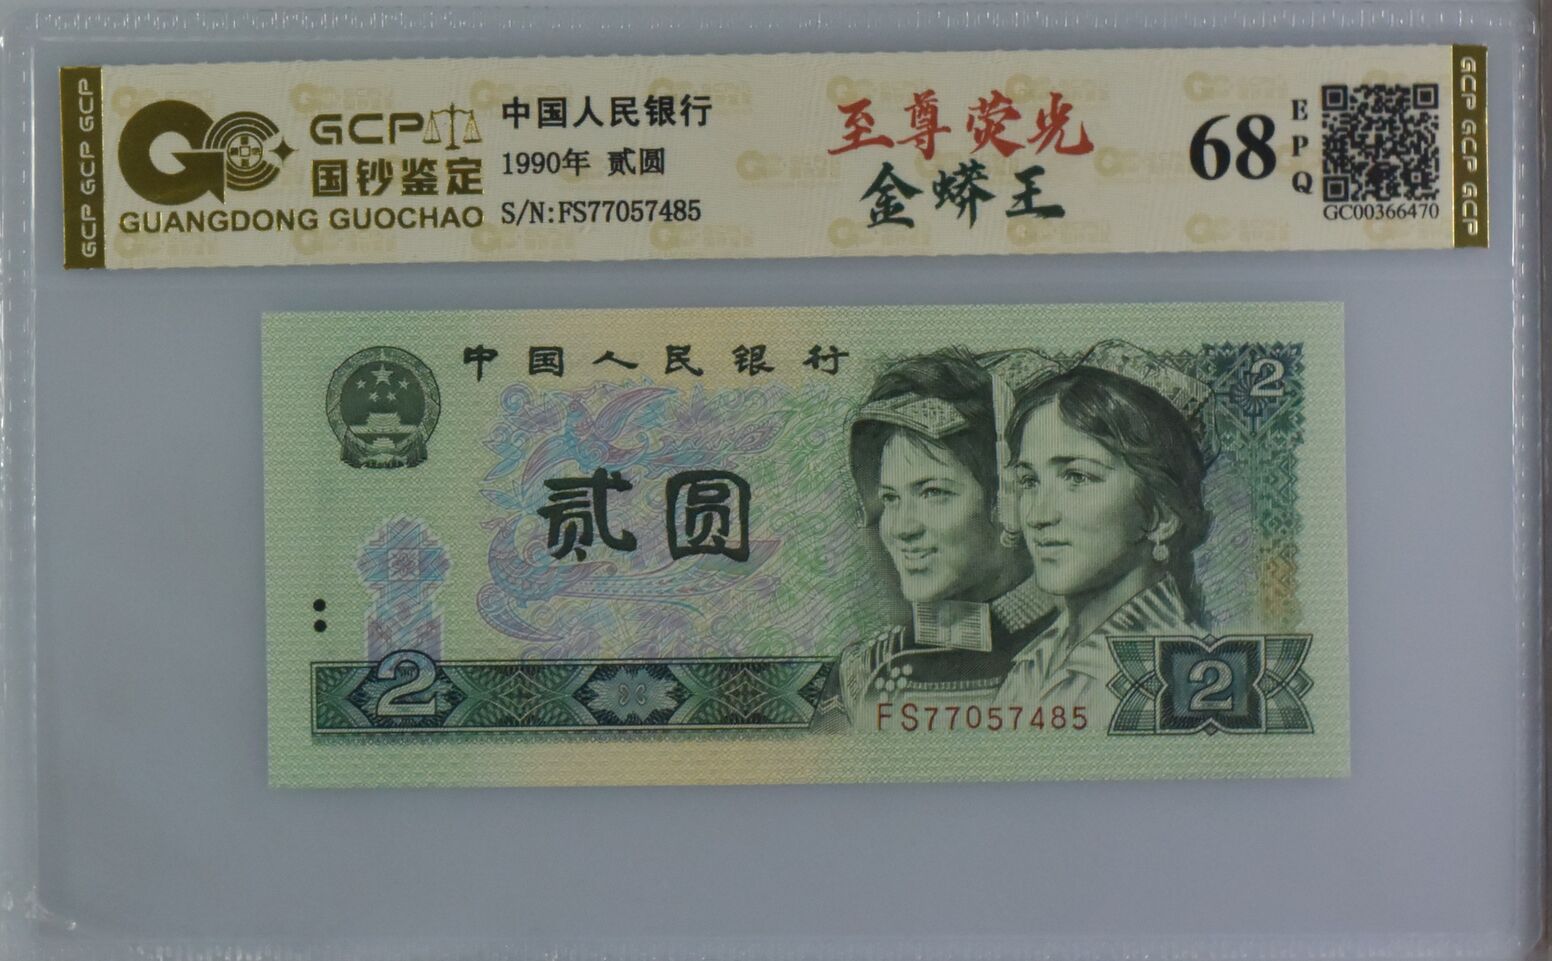 GCP GCP GCP
GCP
国钞鉴定
GUANGDONG GUOCHAO
中国人民银行
1990年 贰圆
S/N:FS77057485
至尊荧光
金蟒王
68
EPQ
GC00366470
GCP GCP GCP
中国人民银行
2
贰圆
2
2
FS77057485